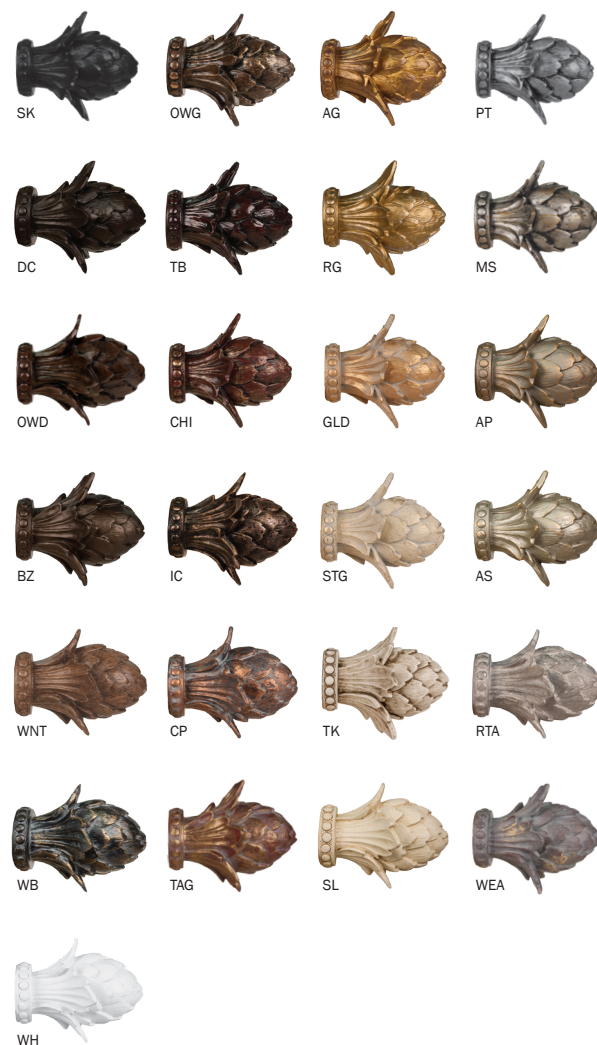 SK OWG AG PT
DC TB RG MS
OWD CHI GLD AP
BZ IC STG AS
WNT CP TK RTA
WB TAG SL WEA
WH